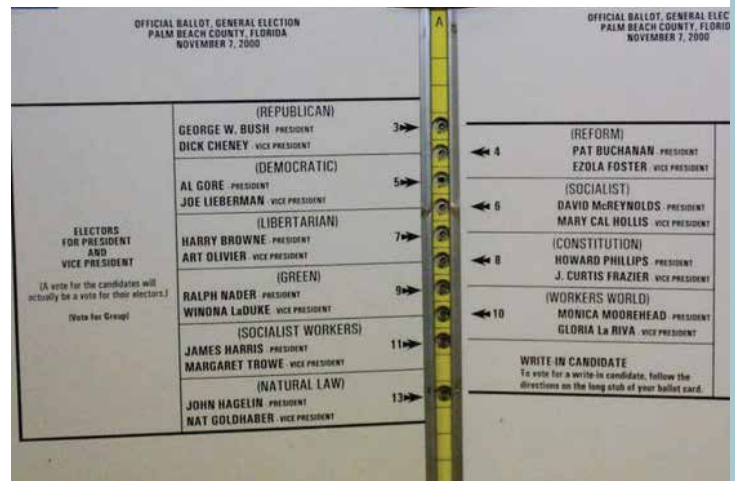 OFFICIAL BALLOT, GENERAL ELECTION
PALM BEACH COUNTY, FLORIDA
NOVEMBER 7, 2000
ELECTORS
FOR PRESIDENT
AND
VICE PRESIDENT
(A vote for the candidates will
actually be a vote for their electors.)
(Vote for Group)
(REPUBLICAN)
GEORGE W. BUSH - PRESIDENT
DICK CHENEY - VICE PRESIDENT
3
(DEMOCRATIC)
AL GORE - PRESIDENT
JOE LIEBERMAN - VICE PRESIDENT
5
(LIBERTARIAN)
HARRY BROWNE - PRESIDENT
ART OLIVIER - VICE PRESIDENT
7
(GREEN)
RALPH NADER - PRESIDENT
WINONA LaDUKE - VICE PRESIDENT
9
(SOCIALIST WORKERS)
JAMES HARRIS - PRESIDENT
MARGARET TROWE - VICE PRESIDENT
11
(NATURAL LAW)
JOHN HAGELIN - PRESIDENT
NAT GOLDHABER - VICE PRESIDENT
13
A
OFFICIAL BALLOT, GENERAL ELEC
PALM BEACH COUNTY, FLORID
NOVEMBER 7, 2000
(REFORM)
4 PAT BUCHANAN - PRESIDENT
EZOLA FOSTER - VICE PRESIDENT
(SOCIALIST)
6 DAVID McREYNOLDS - PRESIDENT
MARY CAL HOLLIS - VICE PRESIDENT
(CONSTITUTION)
8 HOWARD PHILLIPS - PRESIDENT
J. CURTIS FRAZIER - VICE PRESIDENT
(WORKERS WORLD)
10 MONICA MOOREHEAD - PRESIDENT
GLORIA La RIVA - VICE PRESIDENT
WRITE-IN CANDIDATE
To vote for a write-in candidate, follow the
directions on the long stub of your ballot card.